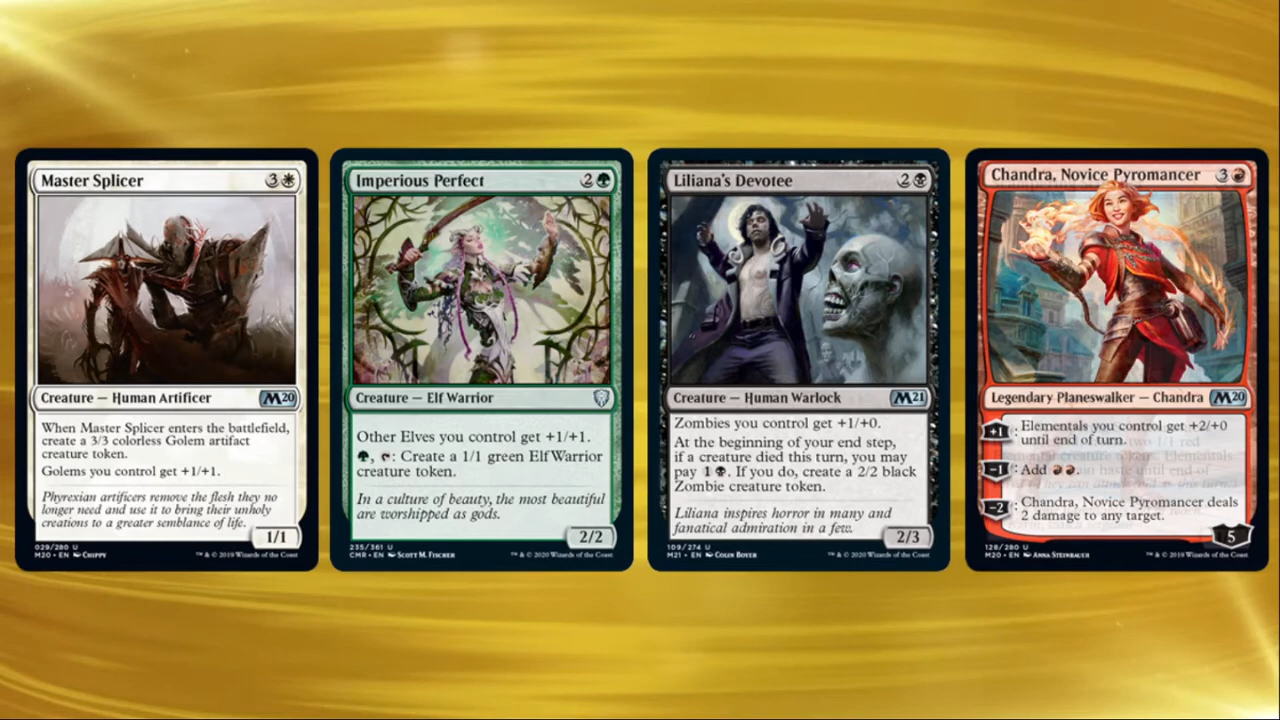 Master Splicer 3
Creature — Human Artificer M20
When Master Splicer enters the battlefield,
create a 3/3 colorless Golem artifact
creature token.
Golems you control get +1/+1.
Phyrexian artificers remove the flesh they no
longer need and use it to bring their unholy
creations to a greater semblance of life.
1/1
029/280 U
M20 • EN CHIPPY ™ & © 2019 Wizards of the Coast
Imperious Perfect 2
Creature — Elf Warrior
Other Elves you control get +1/+1.
, : Create a 1/1 green Elf Warrior
creature token.
In a culture of beauty, the most beautiful
are worshipped as gods.
2/2
235/361 U
CMR • EN SCOTT M. FISCHER ™ & © 2020 Wizards of the Coast
Liliana's Devotee 2
Creature — Human Warlock M21
Zombies you control get +1/+0.
At the beginning of your end step,
if a creature died this turn, you may
pay 1 . If you do, create a 2/2 black
Zombie creature token.
Liliana inspires horror in many and
fanatical admiration in a few.
2/3
109/274 U
M21 • EN COLIN BOYER ™ & © 2020 Wizards of the Coast
Chandra, Novice Pyromancer 3
Legendary Planeswalker — Chandra M20
+1 : Elementals you control get +2/+0
until end of turn.
−1 : Add .
−2 : Chandra, Novice Pyromancer deals
2 damage to any target.
5
128/280 U
M20 • EN ANNA STEINBAUER ™ & © 2019 Wizards of the Coast